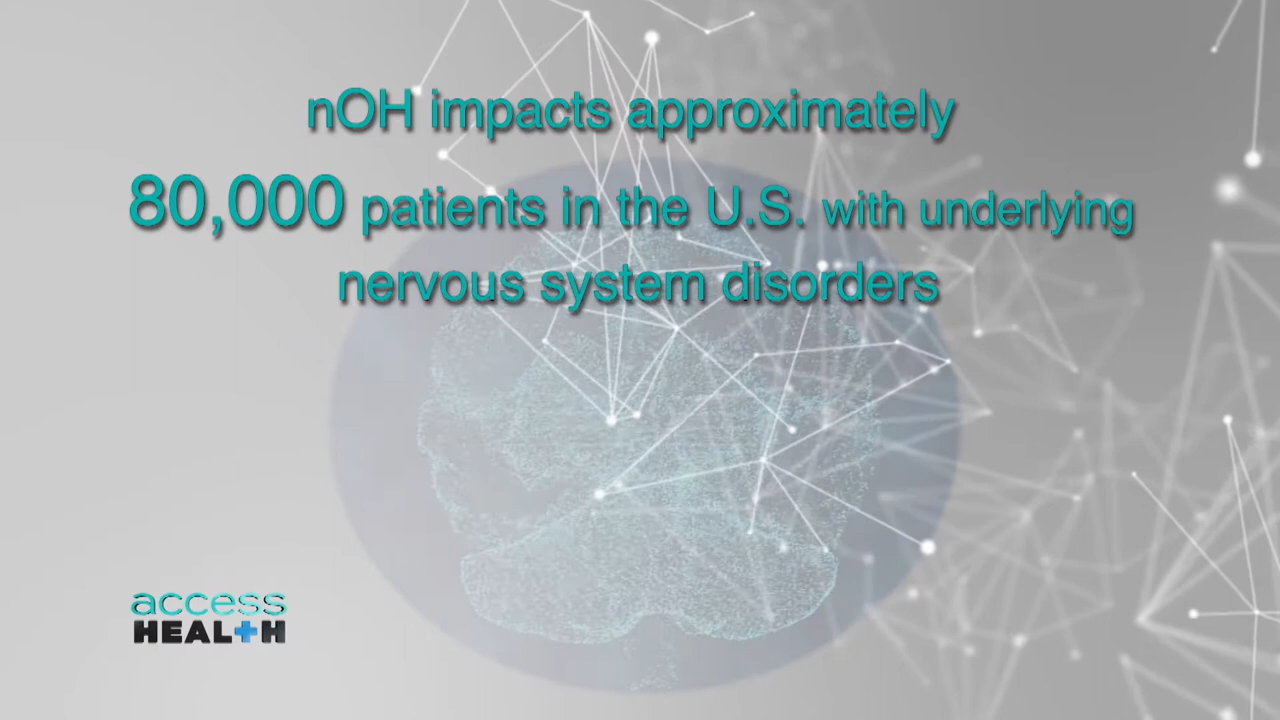 nOH impacts approximately
80,000 patients in the U.S. with underlying
nervous system disorders
access
HEALTH